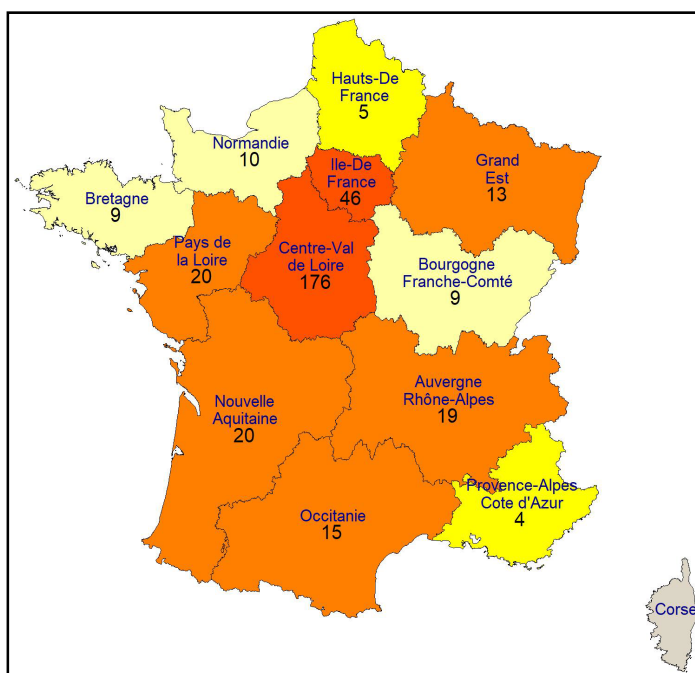 Hauts-De
France
5
Normandie
10
Ile-De
France
46
Grand
Est
13
Bretagne
9
Pays de
la Loire
20
Centre-Val
de Loire
176
Bourgogne
Franche-Comté
9
Auvergne
Rhône-Alpes
19
Nouvelle
Aquitaine
20
Provence-Alpes
Cote d'Azur
4
Occitanie
15
Corse